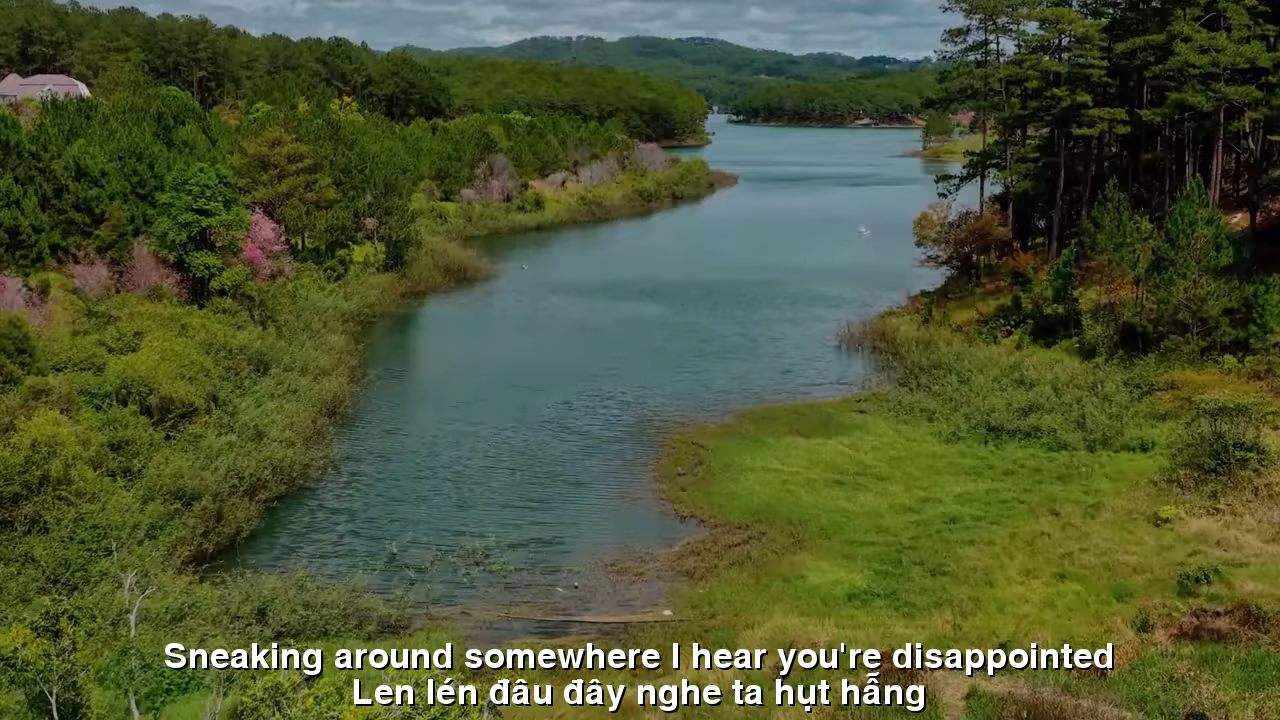 Sneaking around somewhere I hear you're disappointed
Len lén đâu đây nghe ta hụt hẫng